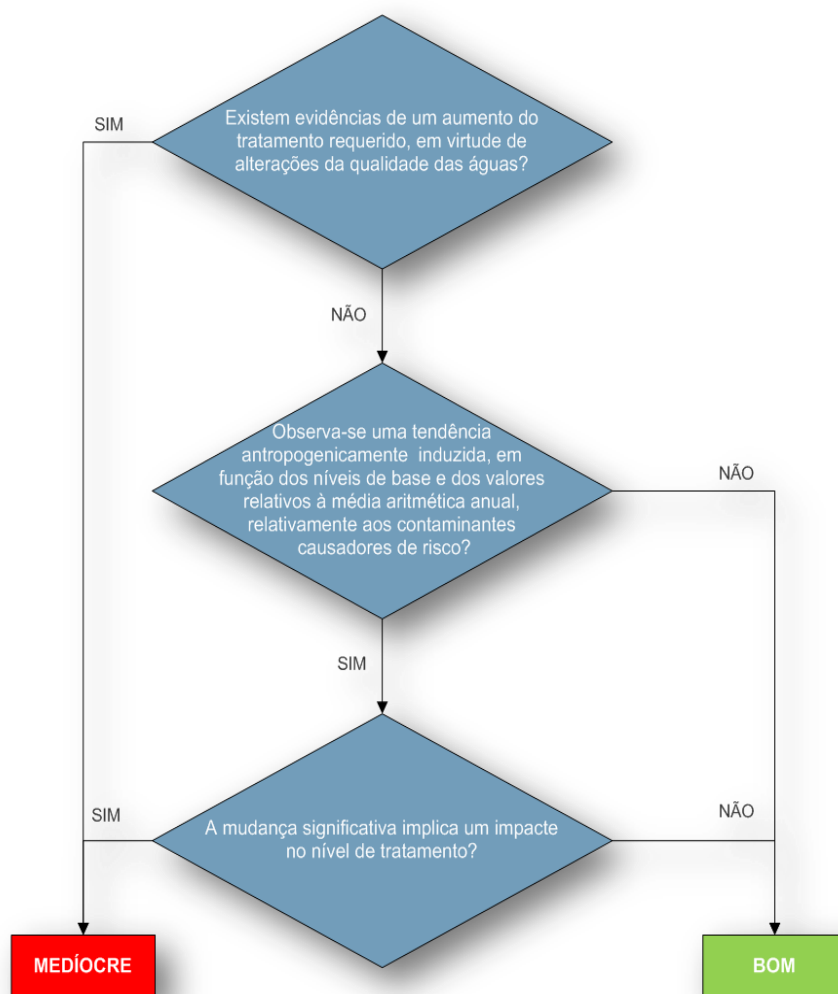 Existem evidências de um aumento do
tratamento requerido, em virtude de
alterações da qualidade das águas?
SIM
NÃO
Observa-se uma tendência
antropogenicamente induzida, em
função dos níveis de base e dos valores
relativos à média aritmética anual,
relativamente aos contaminantes
causadores de risco?
NÃO
SIM
A mudança significativa implica um impacte
no nível de tratamento?
SIM
NÃO
MEDÍOCRE
BOM